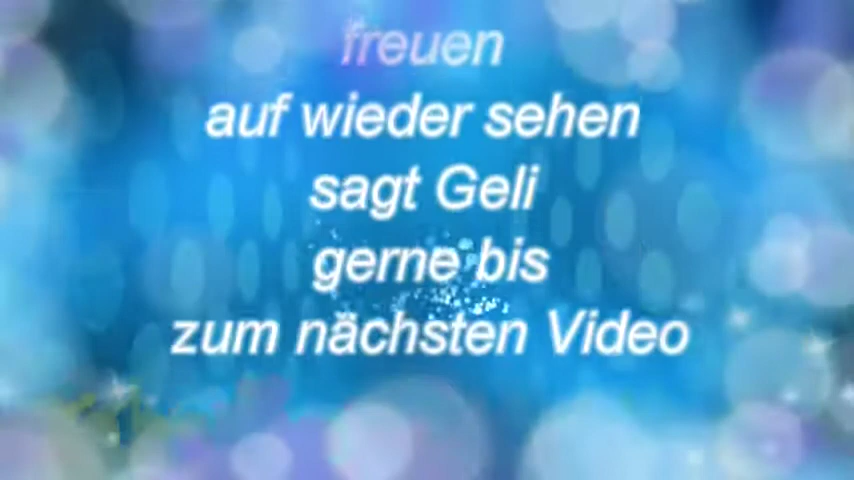 freuen
auf wieder sehen
sagt Geli
gerne bis
zum nächsten Video